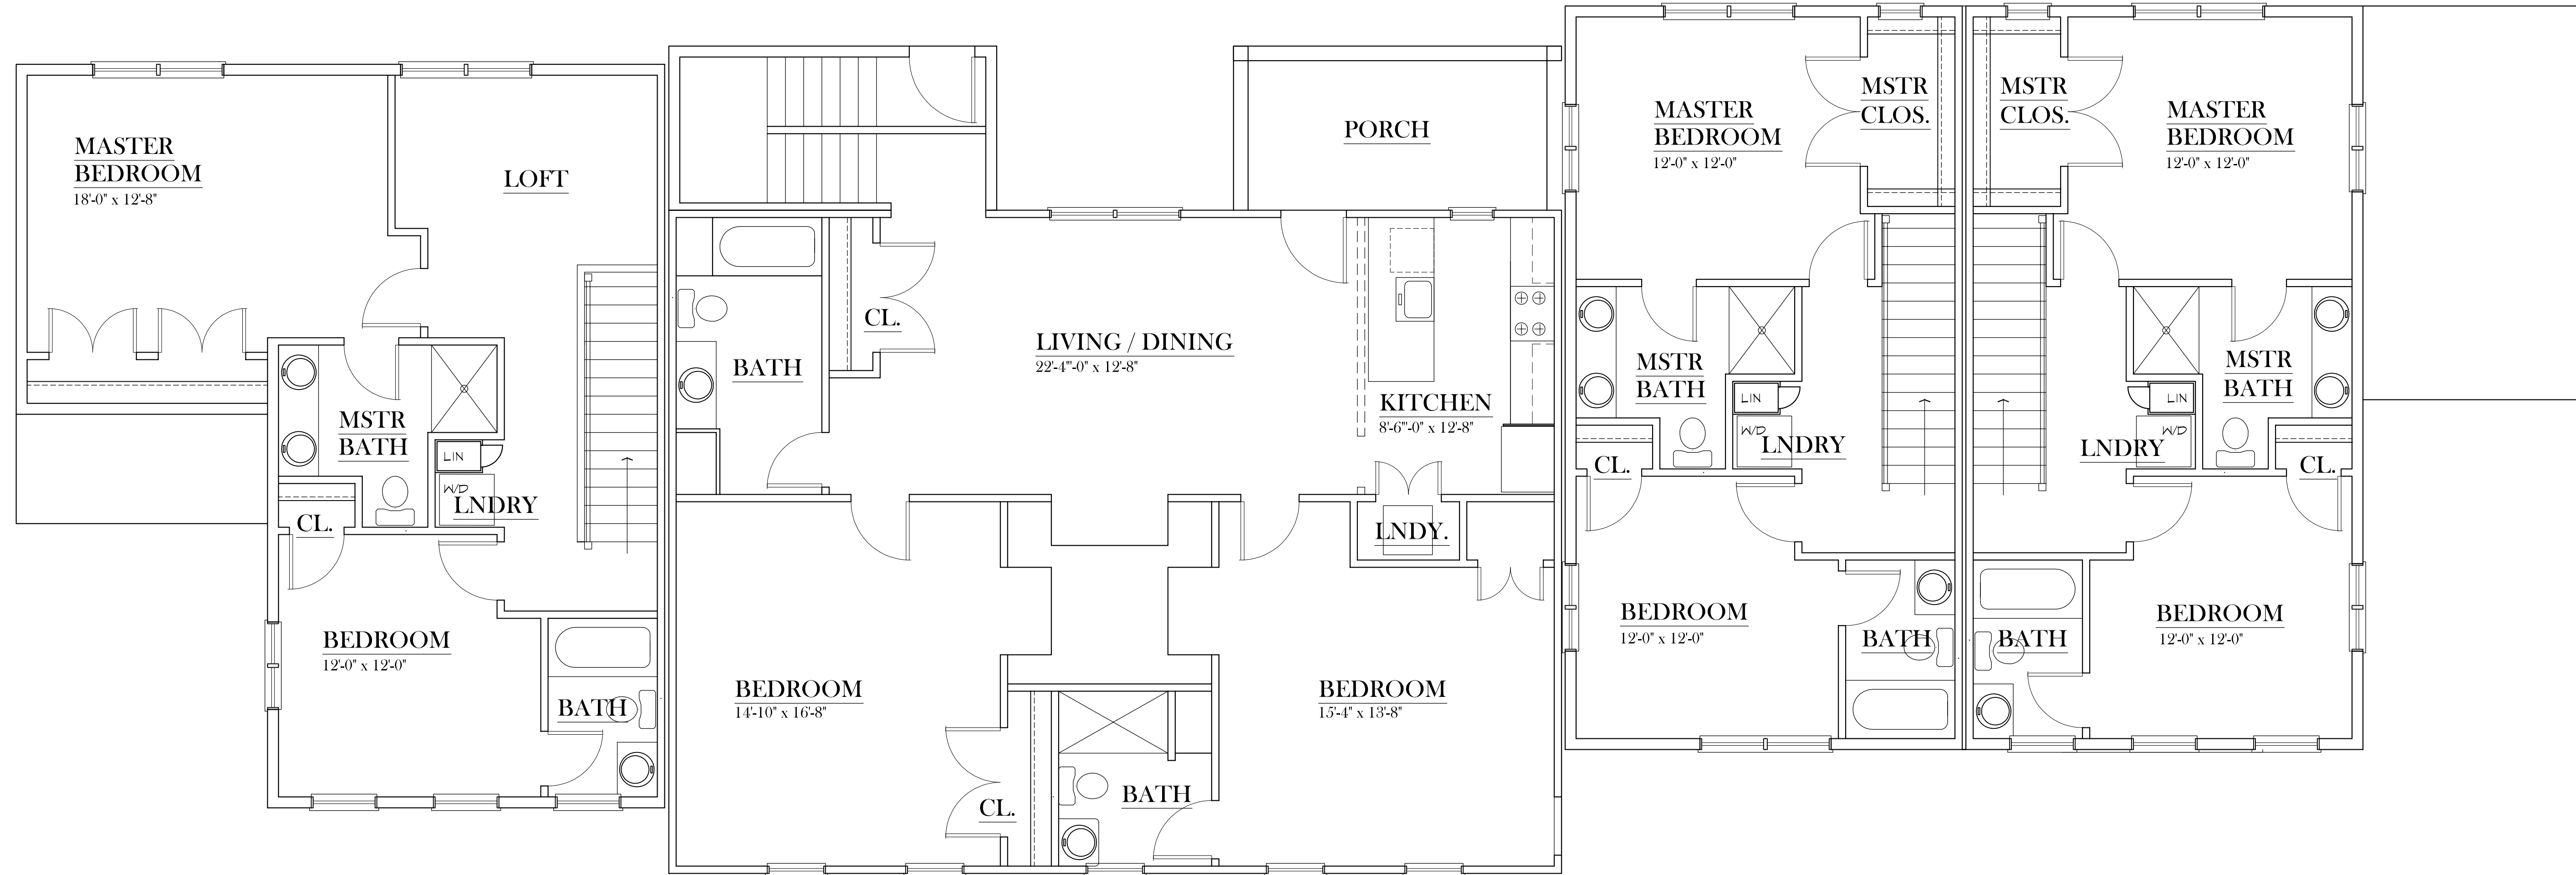 MASTER
BEDROOM
18'-0" x 12'-8"
LOFT
MSTR
BATH
LIN
W/D
LNDRY
CL.
BEDROOM
12'-0" x 12'-0"
BATH
PORCH
BATH
CL.
LIVING / DINING
22'-4'"-0" x 12'-8"
KITCHEN
8'-6'"-0" x 12'-8"
LNDY.
BEDROOM
14'-10" x 16'-8"
CL.
BATH
BEDROOM
15'-4" x 13'-8"
MASTER
BEDROOM
12'-0" x 12'-0"
MSTR
CLOS.
MSTR
BATH
LIN
W/D
LNDRY
CL.
BEDROOM
12'-0" x 12'-0"
BATH
MSTR
CLOS.
MASTER
BEDROOM
12'-0" x 12'-0"
MSTR
BATH
LIN
W/D
LNDRY
CL.
BEDROOM
12'-0" x 12'-0"
BATH